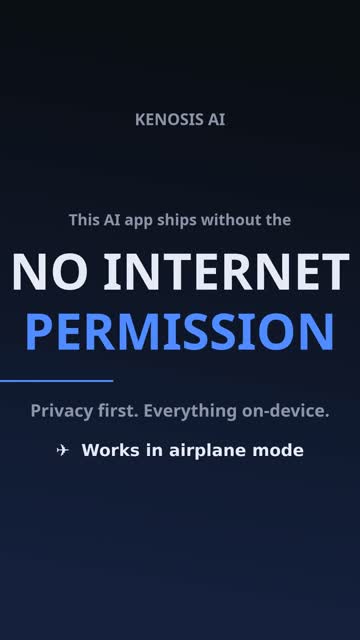 KENOSIS AI
This AI app ships without the
NO INTERNET
PERMISSION
Privacy first. Everything on-device.
✈ Works in airplane mode